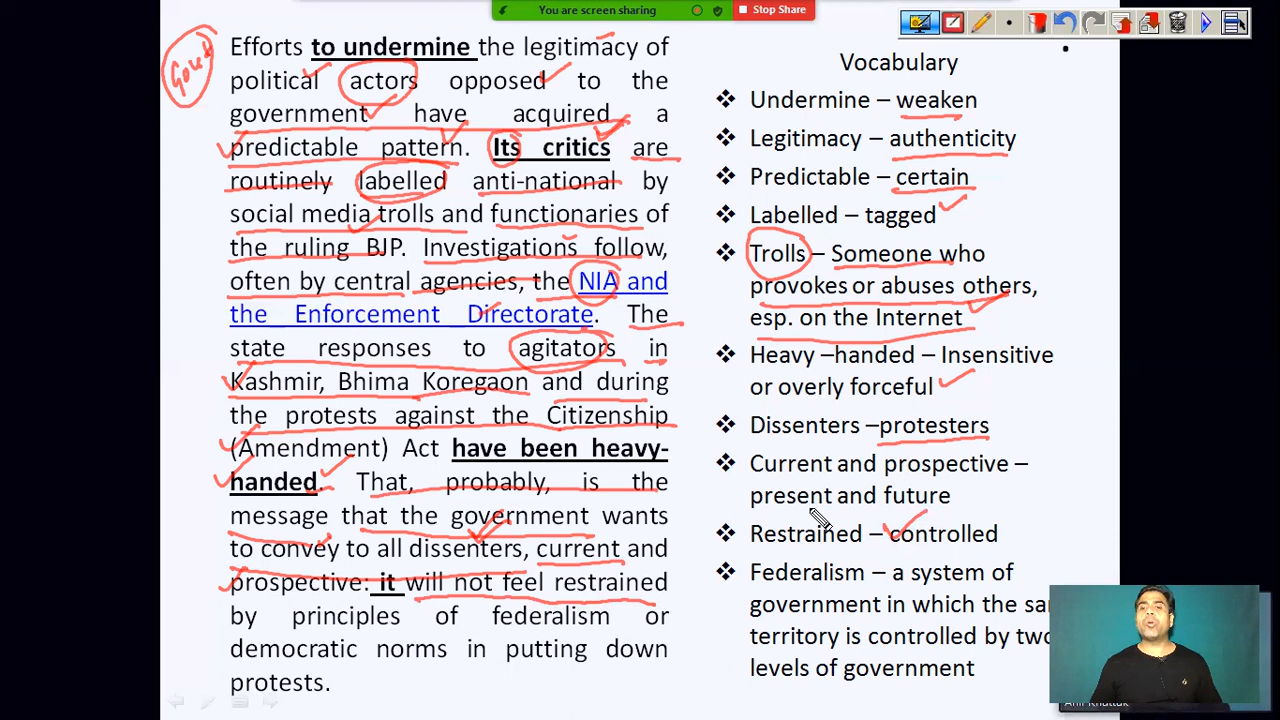 You are screen sharing
Stop Share
Govt
Efforts to undermine the legitimacy of
political actors opposed to the
government have acquired a
predictable pattern. Its critics are
routinely labelled anti-national by
social media trolls and functionaries of
the ruling BJP. Investigations follow,
often by central agencies, the NIA and
the Enforcement Directorate. The
state responses to agitators in
Kashmir, Bhima Koregaon and during
the protests against the Citizenship
(Amendment) Act have been heavy-
handed. That, probably, is the
message that the government wants
to convey to all dissenters, current and
prospective: it will not feel restrained
by principles of federalism or
democratic norms in putting down
protests.
Vocabulary
❖ Undermine – weaken
❖ Legitimacy – authenticity
❖ Predictable – certain
❖ Labelled – tagged
❖ Trolls – Someone who
provokes or abuses others,
esp. on the Internet
❖ Heavy –handed – Insensitive
or overly forceful
❖ Dissenters –protesters
❖ Current and prospective –
present and future
❖ Restrained – controlled
❖ Federalism – a system of
government in which the
territory is controlled by two
levels of government